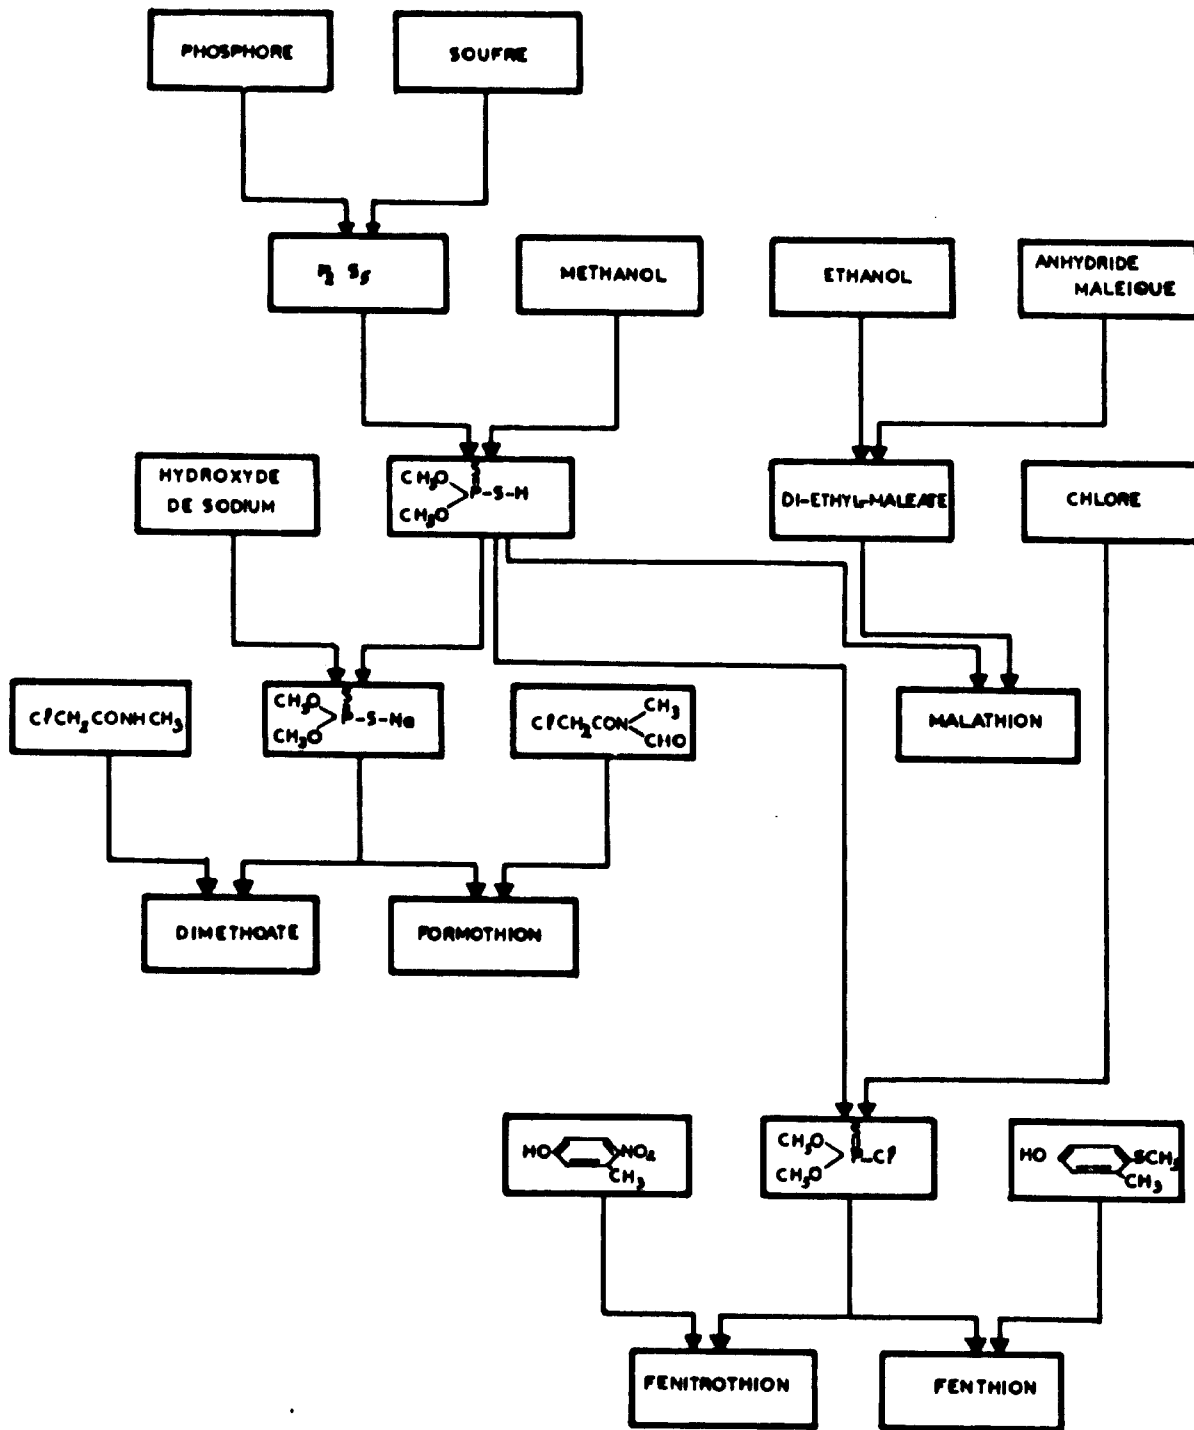 PHOSPHORE
SOUFRE
P2 S5
METHANOL
ETHANOL
ANHYDRIDE
MALEIQUE
HYDROXYDE
DE SODIUM
CH3O
S
P-S-H
CH3O
DI-ETHYL-MALEATE
CHLORE
ClCH2CONHCH3
CH3O
S
P-S-Na
CH3O
ClCH2CON
CH3
CHO
MALATHION
DIMETHOATE
FORMOTHION
HO
NO2
CH3
CH3O
S
P-Cl
CH3O
HO
SCH3
CH3
FENITROTHION
FENTHION